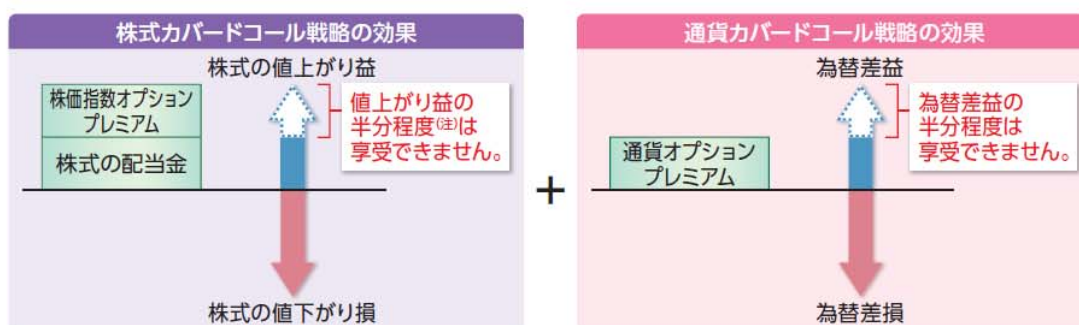 株式カバードコール戦略の効果
株式の値上がり益
株価指数オプション
プレミアム
株式の配当金
値上がり益の
半分程度(注)は
享受できません。
株式の値下がり損
+
通貨カバードコール戦略の効果
為替差益
通貨オプション
プレミアム
為替差益の
半分程度は
享受できません。
為替差損